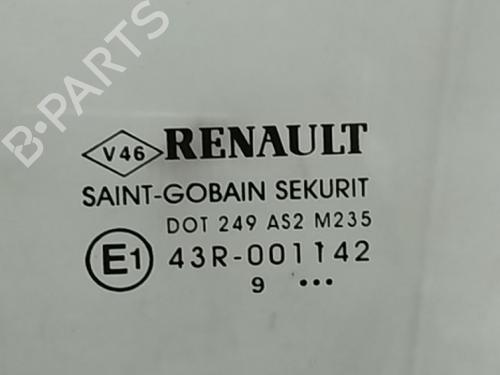 B-PARTS
V46 RENAULT
SAINT-GOBAIN SEKURIT
DOT 249 AS2 M235
E1 43R-001142
9 •••